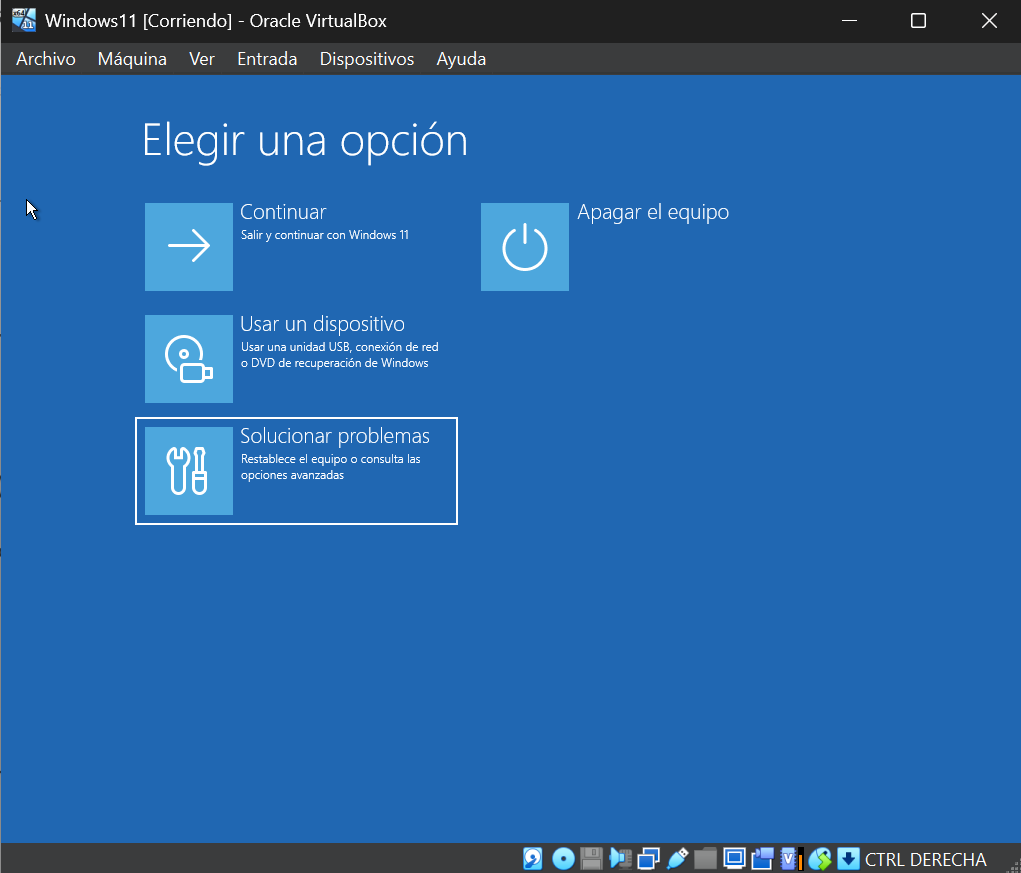 Windows11 [Corriendo] - Oracle VirtualBox
Archivo Máquina Ver Entrada Dispositivos Ayuda
Elegir una opción
Continuar
Salir y continuar con Windows 11
Apagar el equipo
Usar un dispositivo
Usar una unidad USB, conexión de red
o DVD de recuperación de Windows
Solucionar problemas
Restablece el equipo o consulta las
opciones avanzadas
CTRL DERECHA